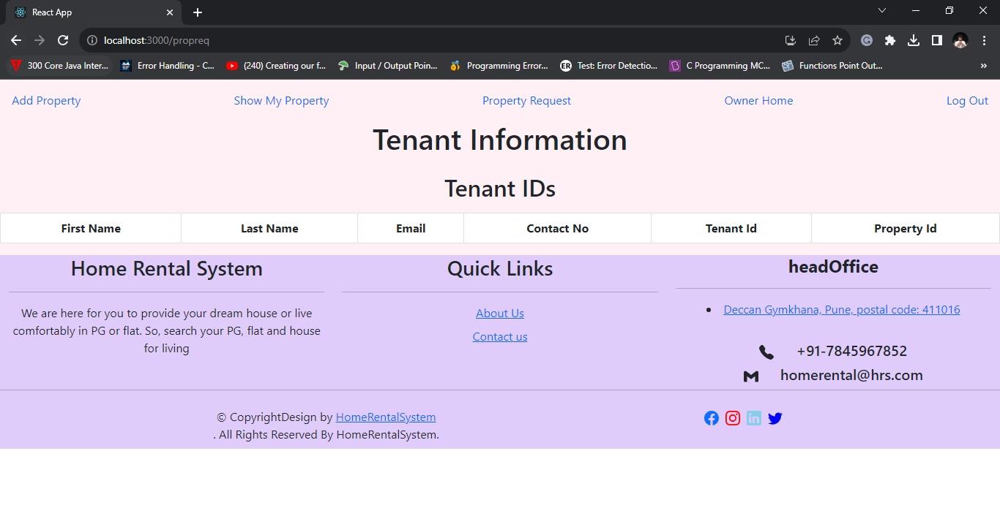 React App
localhost:3000/propreq
300 Core Java Inter...
Error Handling - C...
(240) Creating our f...
Input / Output Poin...
Programming Error...
ER
Test: Error Detectio...
C Programming MC...
Functions Point Out...
»
Add Property
Show My Property
Property Request
Owner Home
Log Out
Tenant Information
Tenant IDs
First Name
Last Name
Email
Contact No
Tenant Id
Property Id
Home Rental System
We are here for you to provide your dream house or live
comfortably in PG or flat. So, search your PG, flat and house
for living
Quick Links
About Us
Contact us
headOffice
Deccan Gymkhana, Pune, postal code: 411016
+91-7845967852
homerental@hrs.com
© CopyrightDesign by HomeRentalSystem
. All Rights Reserved By HomeRentalSystem.